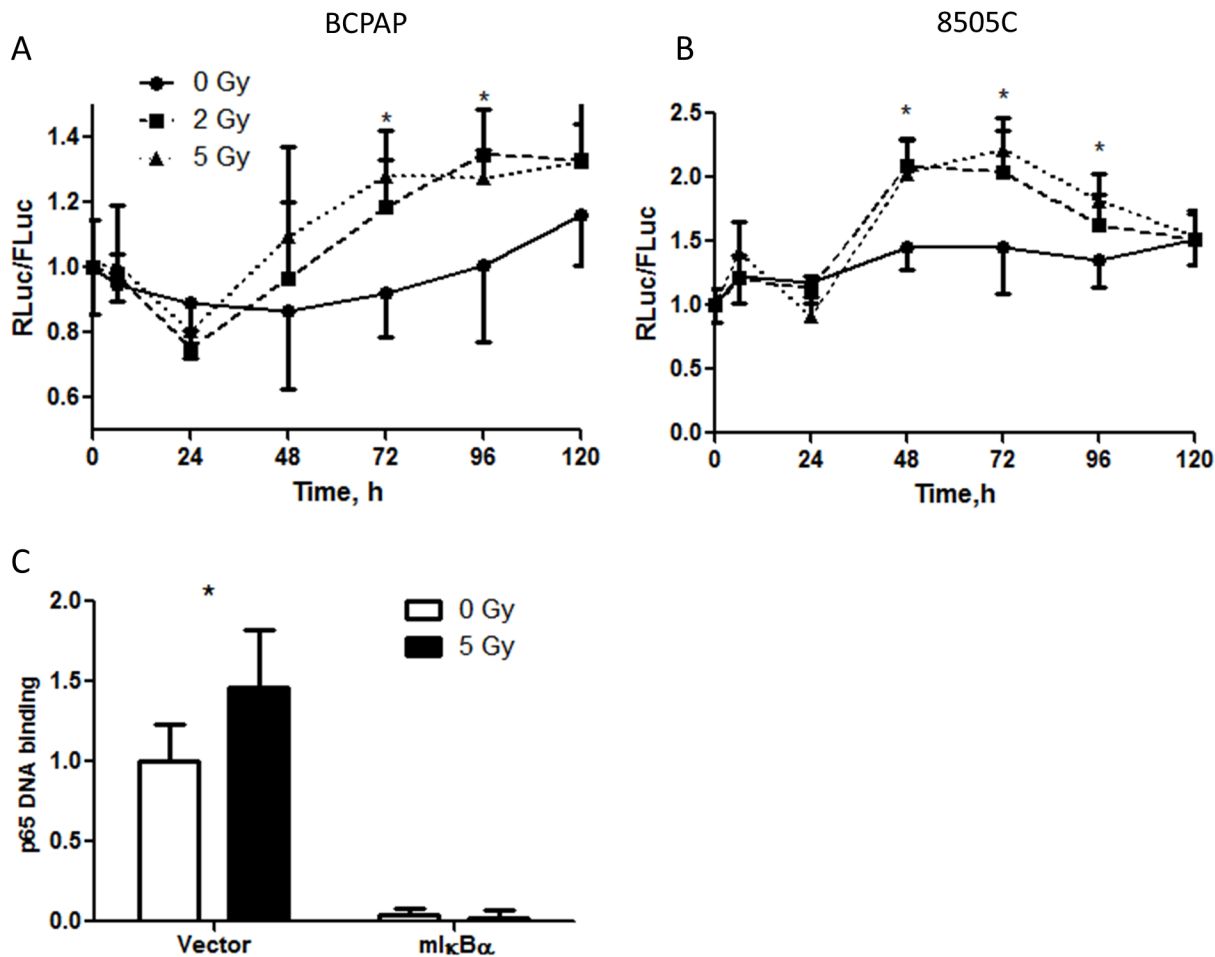 BCPAP
8505C
A
B
0 Gy
2 Gy
5 Gy
*
*
1.4
1.2
1.0
0.8
0.6
RLuc/FLuc
0
24
48
72
96
120
Time, h
*
*
*
2.5
2.0
1.5
1.0
0.5
0.0
RLuc/FLuc
0
24
48
72
96
120
Time,h
C
*
0 Gy
5 Gy
2.0
1.5
1.0
0.5
0.0
p65 DNA binding
Vector
mIκBα